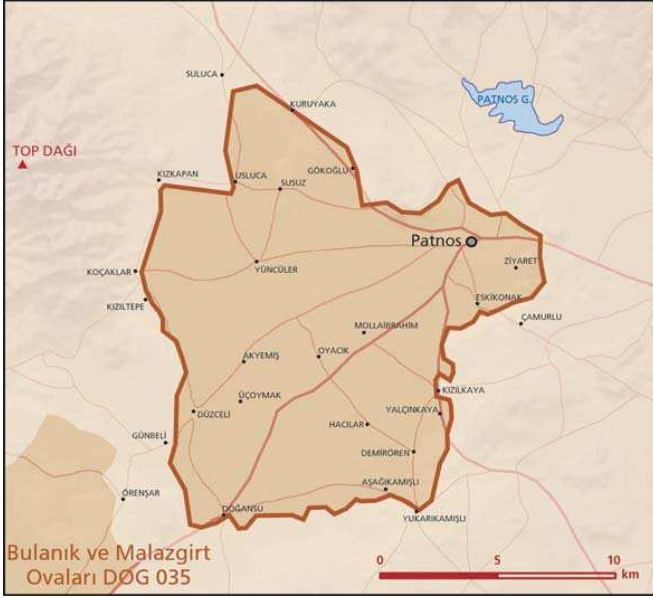 SULUCA
PATNOS G.
KURUYAKA
TOP DAĞI
GÖKOĞLU
KIZKAPAN
USLUCA
SUSUZ
Patnos
ZİYARET
KOÇAKLAR
YÜNCÜLER
KIZILTEPE
ESKİKONAK
ÇAMURLU
MOLLAİBRAHİM
AKYEMİŞ
OYACIK
KIZILKAYA
ÜÇOYMAK
DÜZCELİ
YALÇINKAYA
HACILAR
GÜNBELİ
DEMİRÖREN
AŞAĞIKAMIŞLI
ÖRENŞAR
DOĞANSU
YUKARIKAMIŞLI
Bulanık ve Malazgirt
Ovaları DOĞ 035
0 5 10
km